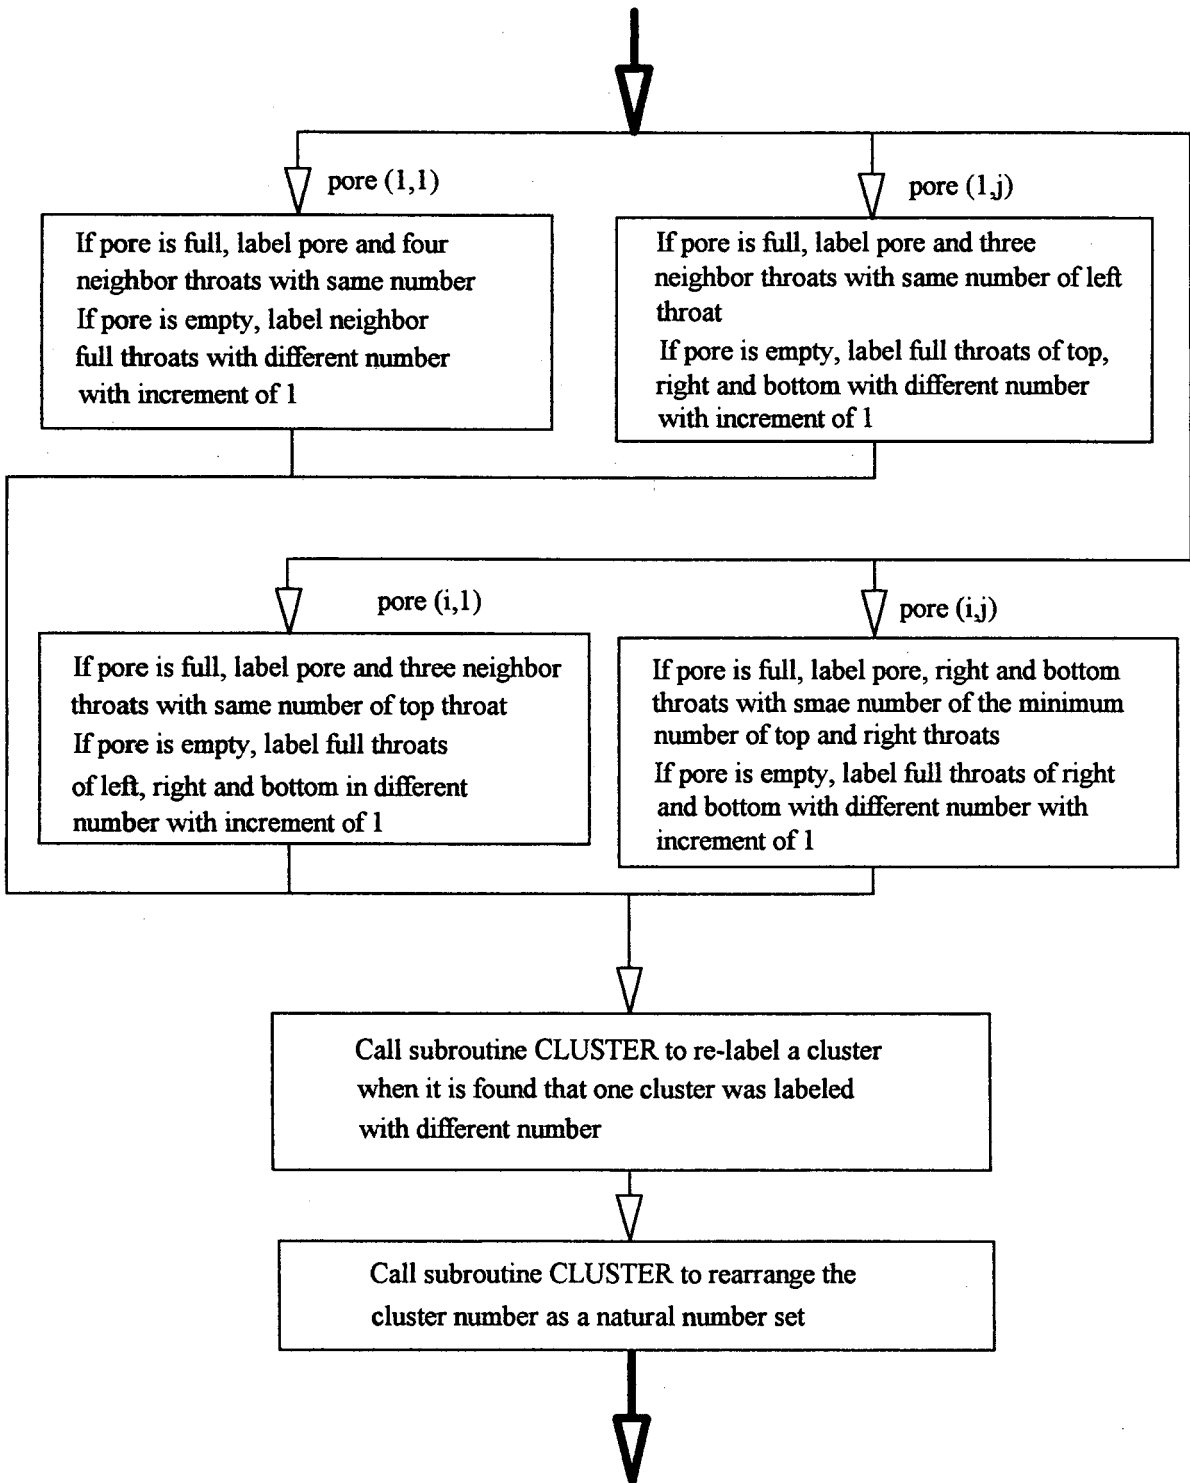 pore (1,1)
pore (1,j)
If pore is full, label pore and four
neighbor throats with same number
If pore is empty, label neighbor
full throats with different number
with increment of 1
If pore is full, label pore and three
neighbor throats with same number of left
throat
If pore is empty, label full throats of top,
right and bottom with different number
with increment of 1
pore (i,1)
pore (i,j)
If pore is full, label pore and three neighbor
throats with same number of top throat
If pore is empty, label full throats
of left, right and bottom in different
number with increment of 1
If pore is full, label pore, right and bottom
throats with smae number of the minimum
number of top and right throats
If pore is empty, label full throats of right
and bottom with different number with
increment of 1
Call subroutine CLUSTER to re-label a cluster
when it is found that one cluster was labeled
with different number
Call subroutine CLUSTER to rearrange the
cluster number as a natural number set